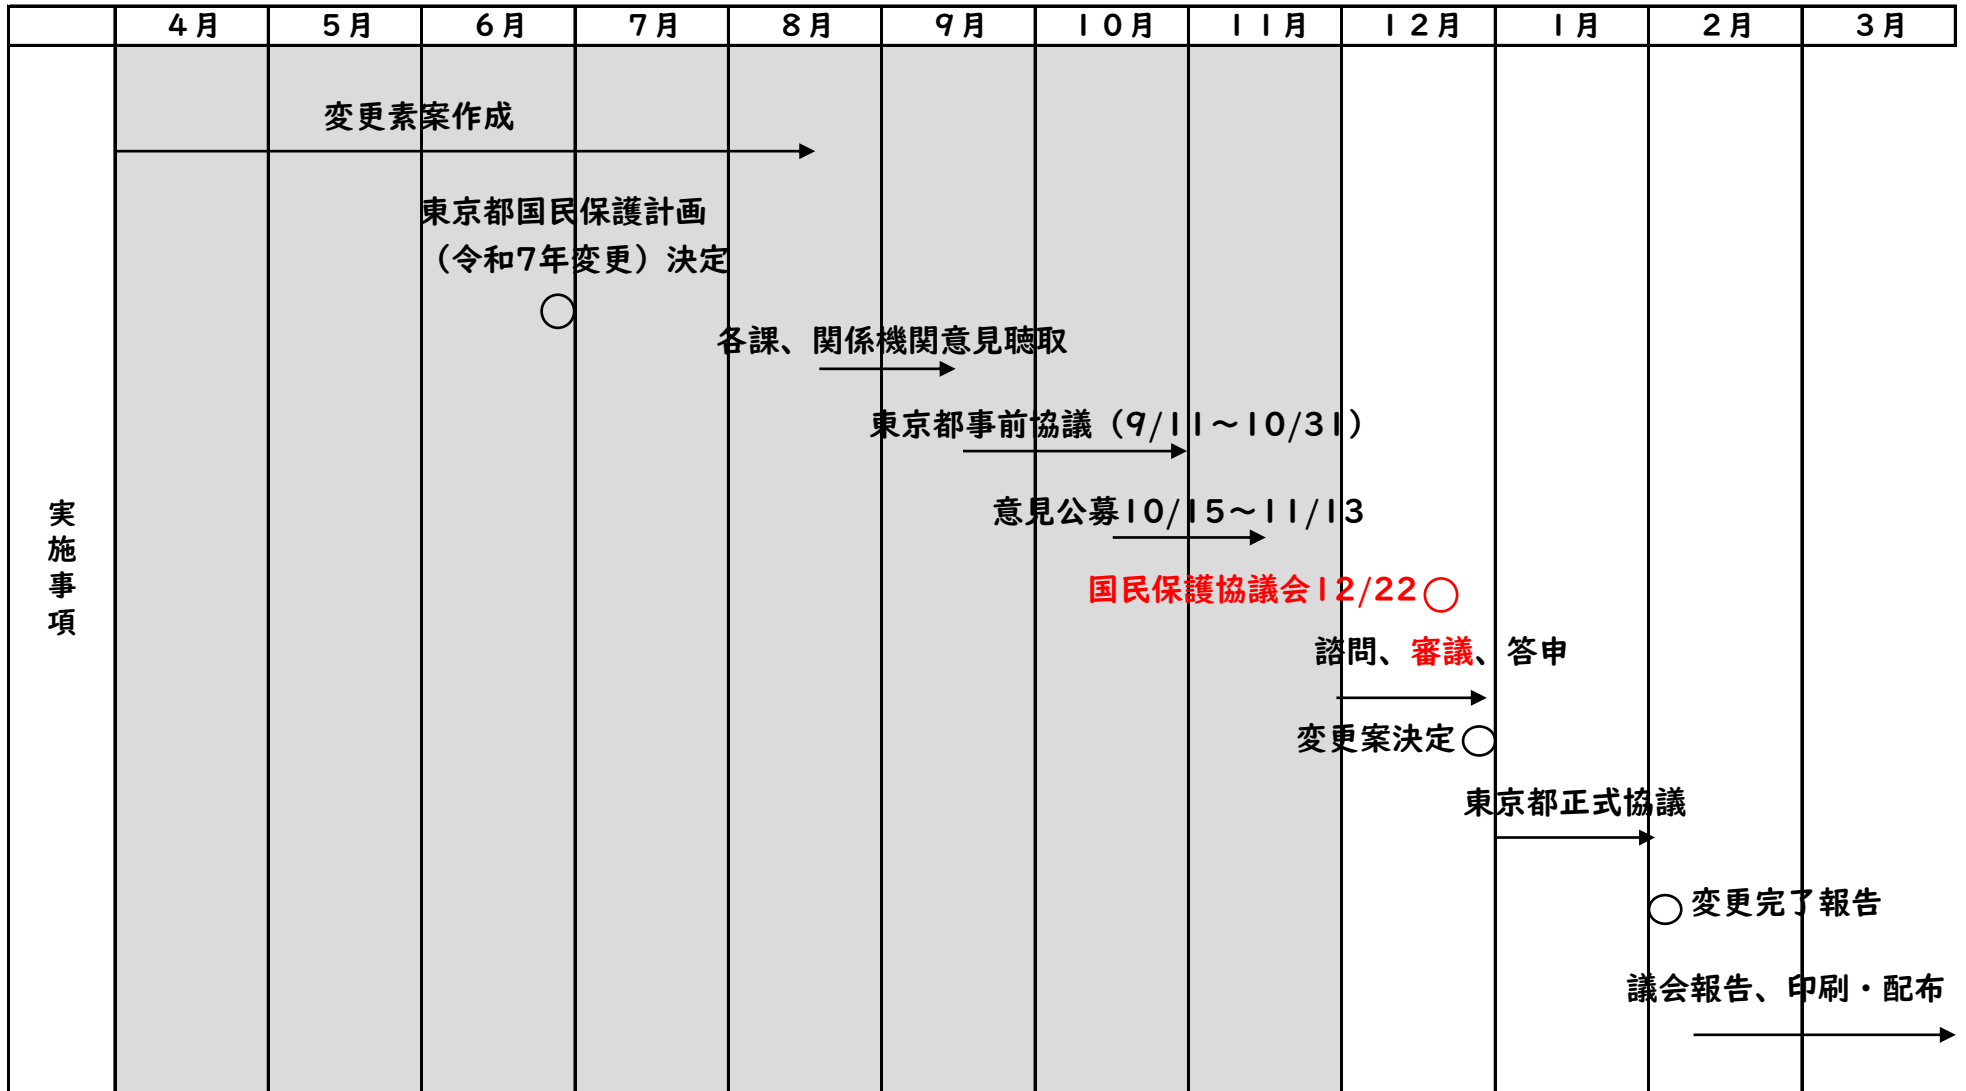 4月 5月 6月 7月 8月 9月 10月 11月 12月 1月 2月 3月
実施事項
変更素案作成
東京都国民保護計画
（令和7年変更）決定
各課、関係機関意見聴取
東京都事前協議（9/11～10/31）
意見公募10/15～11/13
国民保護協議会12/22
諮問、審議、答申
変更案決定
東京都正式協議
変更完了報告
議会報告、印刷・配布